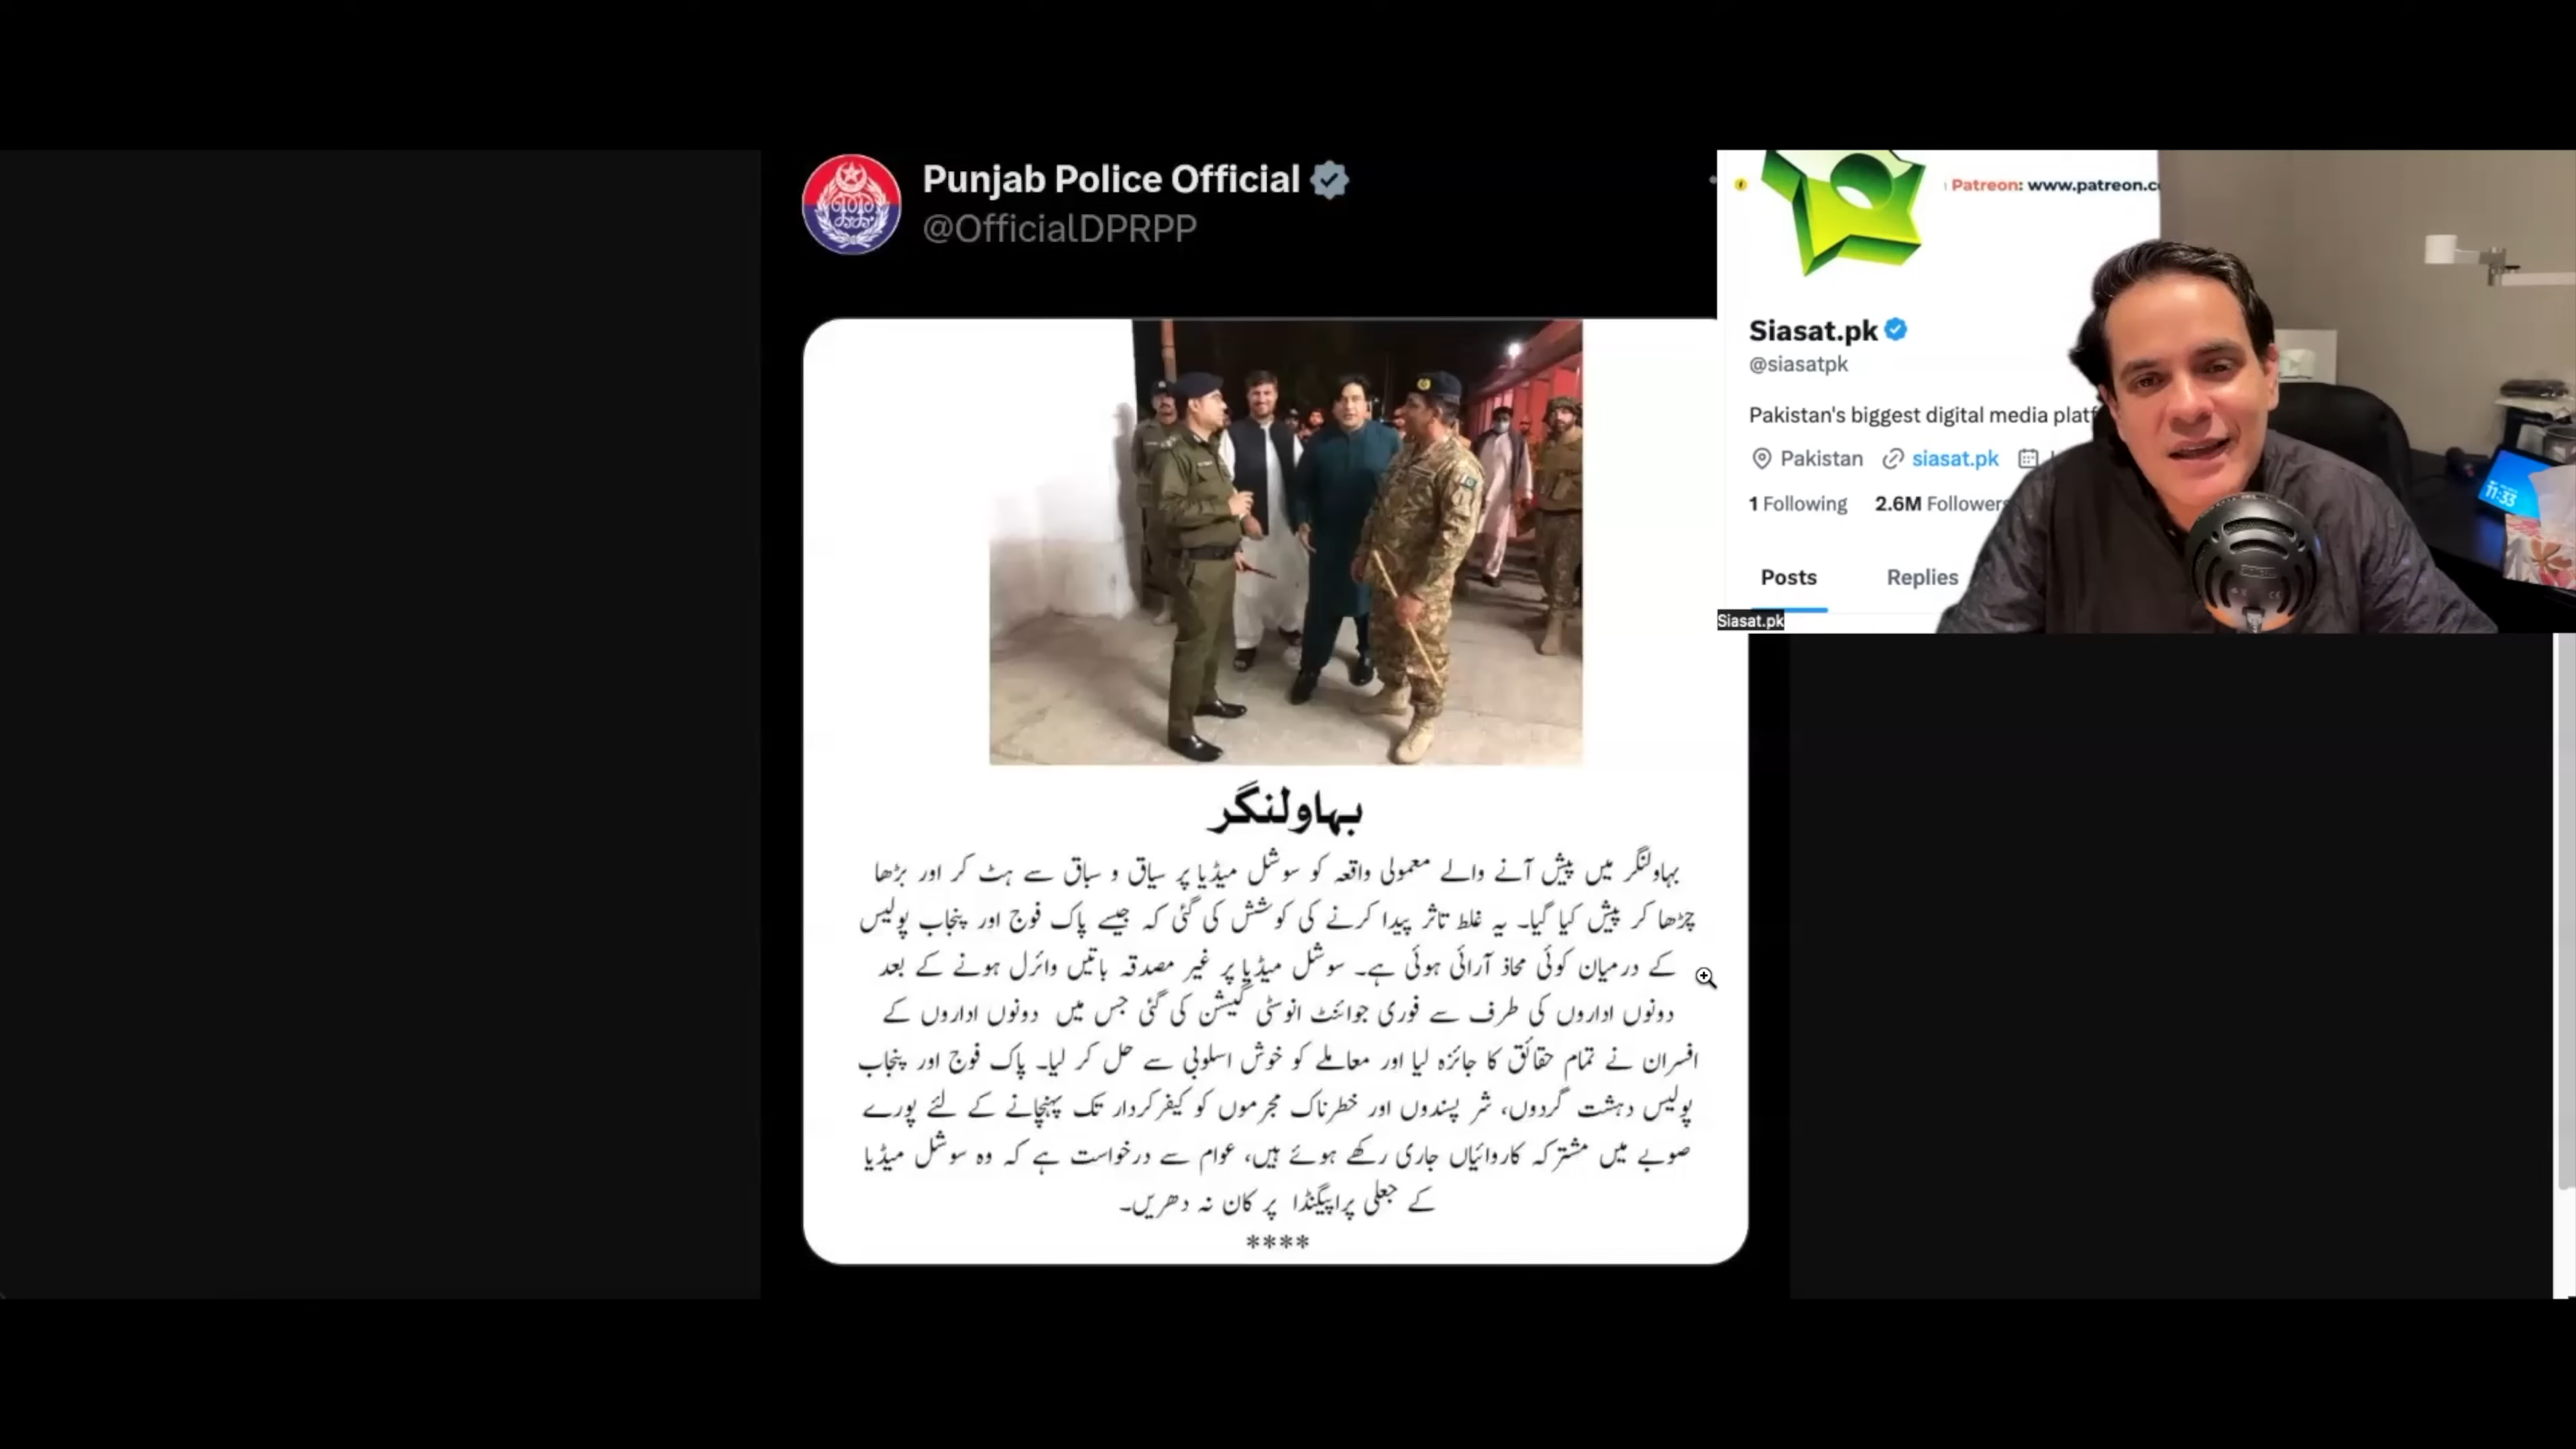 Punjab Police Official
@OfficialDPRPP
بہاولنگر
بہاولنگر میں پیش آنے والے معمولی واقعہ کو سوشل میڈیا پر سیاق و سباق سے ہٹ کر اور بڑھا
چڑھا کر پیش کیا گیا۔ یہ غلط تاثر پیدا کرنے کی کوشش کی گئی کہ جیسے پاک فوج اور پنجاب پولیس
کے درمیان کوئی محاذ آرائی ہوئی ہے۔ سوشل میڈیا پر غیر مصدقہ باتیں وائرل ہونے کے بعد
دونوں اداروں کی طرف سے فوری جوائنٹ انوسٹی گیشن کی گئی جس میں دونوں اداروں کے
افسران نے تمام حقائق کا جائزہ لیا اور معاملے کو خوش اسلوبی سے حل کر لیا۔ پاک فوج اور پنجاب
پولیس دہشت گردوں، شر پسندوں اور خطرناک مجرموں کو کیفرکردار تک پہنچانے کے لئے پورے
صوبے میں مشترکہ کاروائیاں جاری رکھے ہوئے ہیں، عوام سے درخواست ہے کہ وہ سوشل میڈیا
کے جعلی پراپیگنڈا پر کان نہ دھریں۔
****
Patreon: www.patreon.c
Siasat.pk
@siasatpk
Pakistan's biggest digital media platf
Pakistan siasat.pk
1 Following 2.6M Followers
Posts Replies
Siasat.pk
11:33